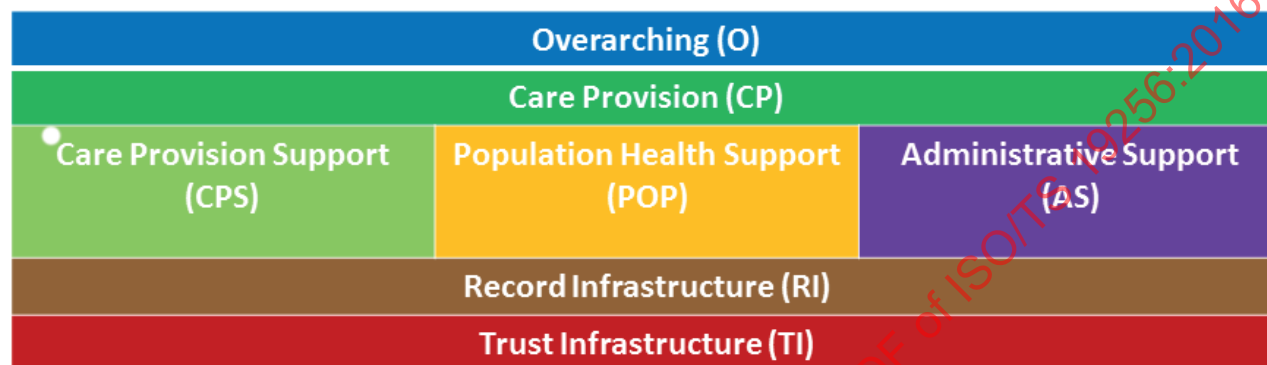 Overarching (O)
Care Provision (CP)
Care Provision Support
(CPS)
Population Health Support
(POP)
Administrative Support
(AS)
Record Infrastructure (RI)
Trust Infrastructure (TI)
of ISO/TS 19256:2016